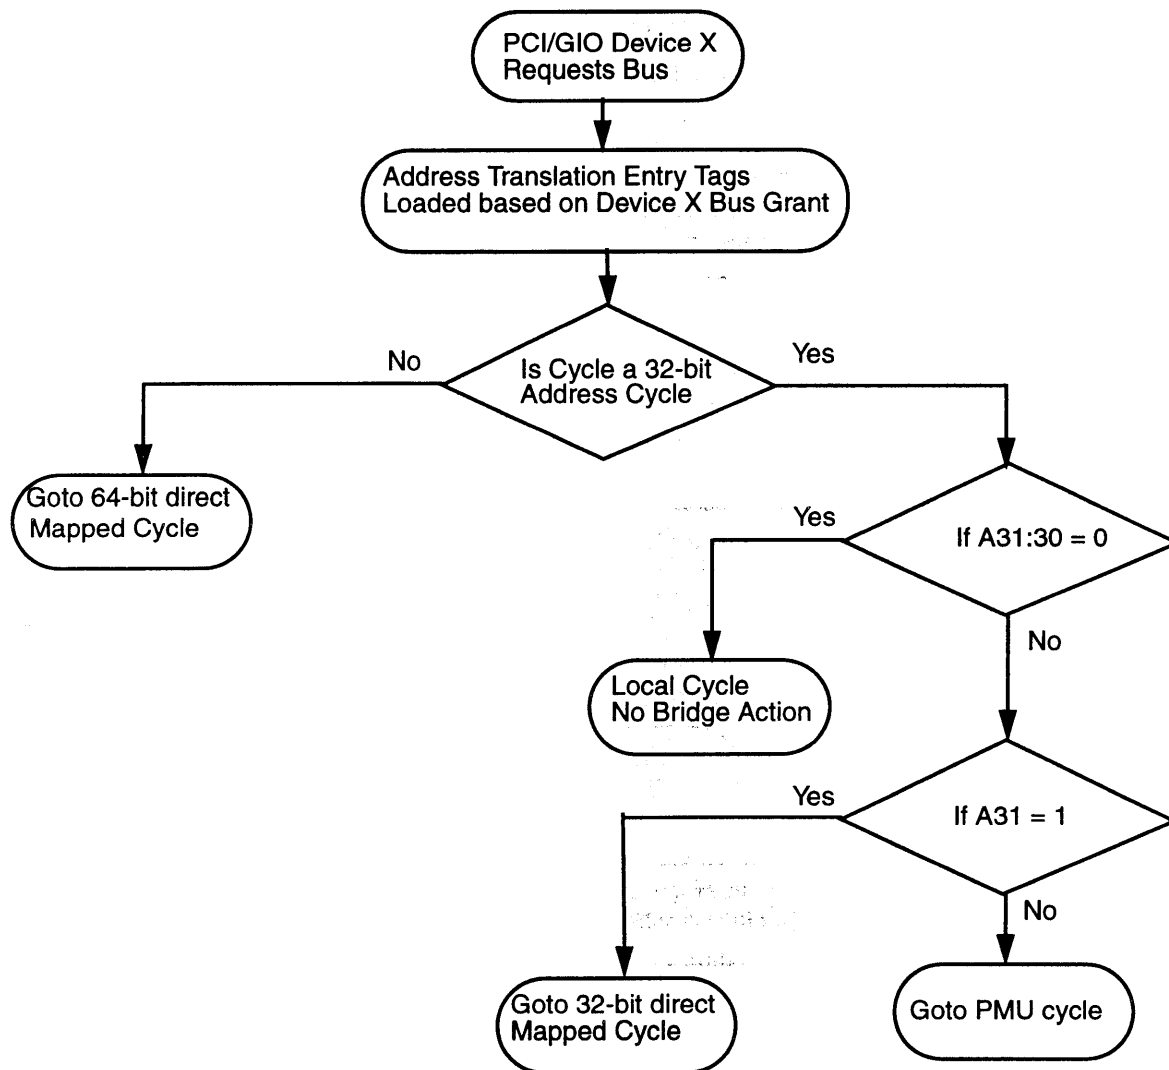 PCI/GIO Device X
Requests Bus
Address Translation Entry Tags
Loaded based on Device X Bus Grant
No
Is Cycle a 32-bit
Address Cycle
Yes
Goto 64-bit direct
Mapped Cycle
Yes
If A31:30 = 0
No
Local Cycle
No Bridge Action
Yes
If A31 = 1
No
Goto 32-bit direct
Mapped Cycle
Goto PMU cycle